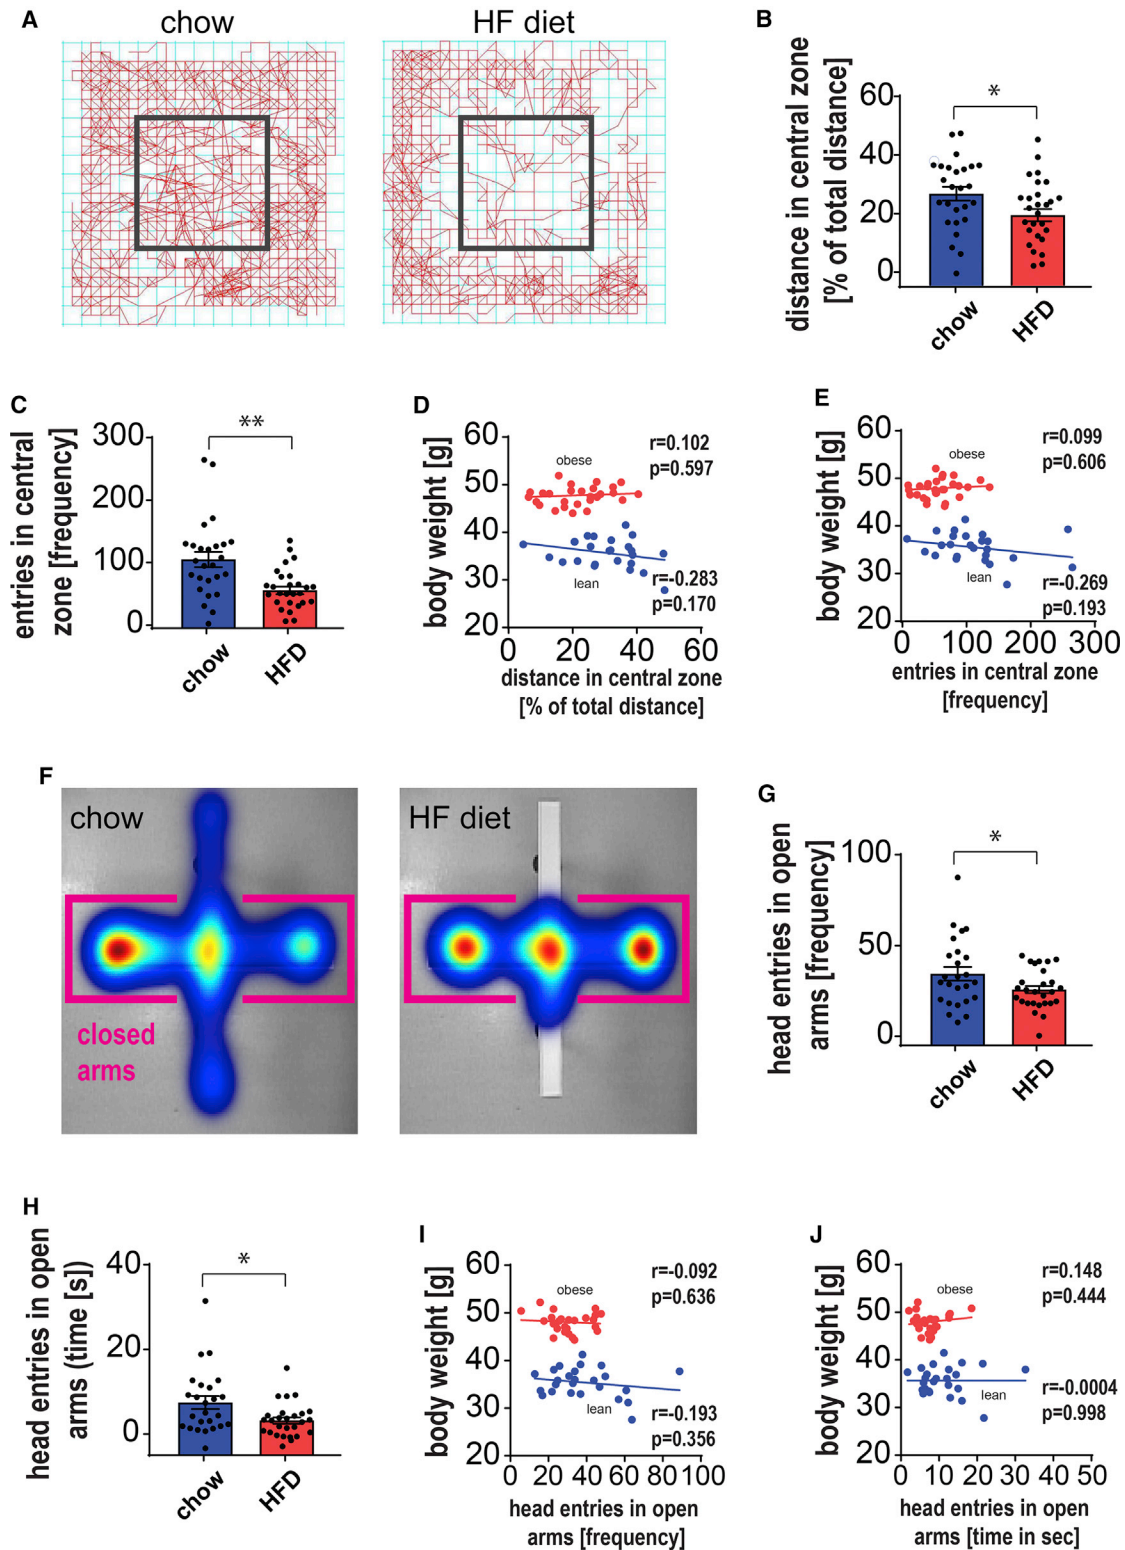 A
chow
HF diet
B
distance in central zone
[% of total distance]
60
40
20
0
*
chow
HFD
C
entries in central
zone [frequency]
300
200
100
0
**
chow
HFD
D
body weight [g]
60
50
40
30
20
obese
r=0.102
p=0.597
lean
r=-0.283
p=0.170
0 20 40 60
distance in central zone
[% of total distance]
E
body weight [g]
60
50
40
30
20
obese
r=0.099
p=0.606
lean
r=-0.269
p=0.193
0 100 200 300
entries in central zone
[frequency]
F
chow
closed
arms
HF diet
G
head entries in open
arms [frequency]
100
50
0
*
chow
HFD
H
head entries in open
arms (time [s])
40
20
0
*
chow
HFD
I
body weight [g]
60
50
40
30
20
obese
r=-0.092
p=0.636
lean
r=-0.193
p=0.356
0 20 40 60 80 100
head entries in open
arms [frequency]
J
body weight [g]
60
50
40
30
20
obese
r=0.148
p=0.444
lean
r=-0.0004
p=0.998
0 10 20 30 40 50
head entries in open
arms [time in sec]